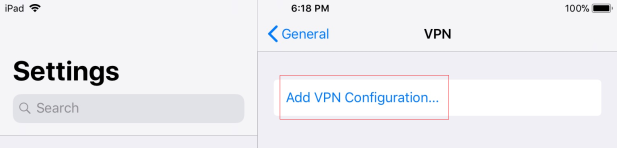 iPad 6:18 PM 100%
General VPN
Settings
Search
Add VPN Configuration...